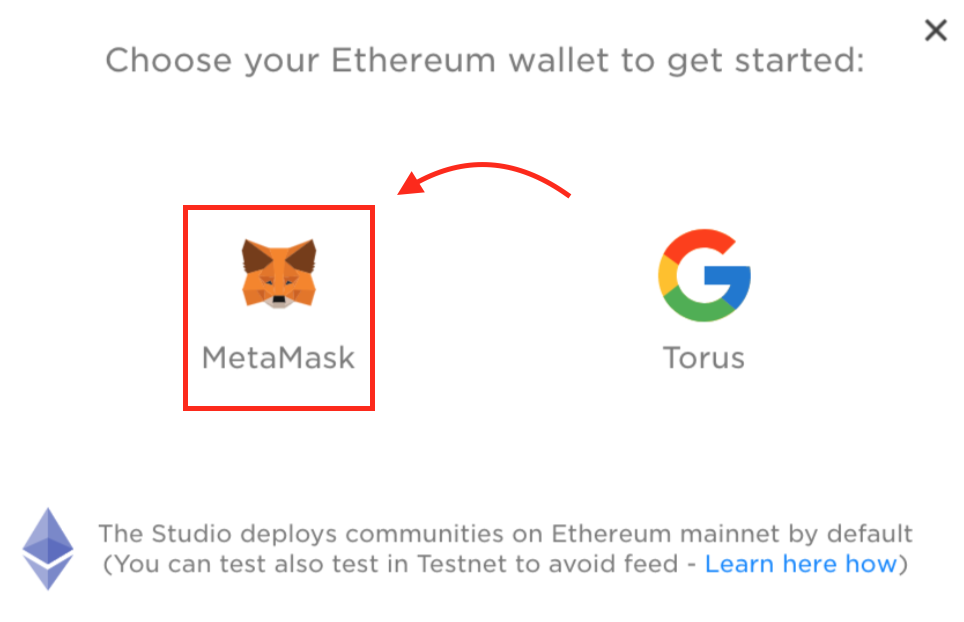 Choose your Ethereum wallet to get started:
MetaMask
Torus
The Studio deploys communities on Ethereum mainnet by default
(You can test also test in Testnet to avoid feed - Learn here how)